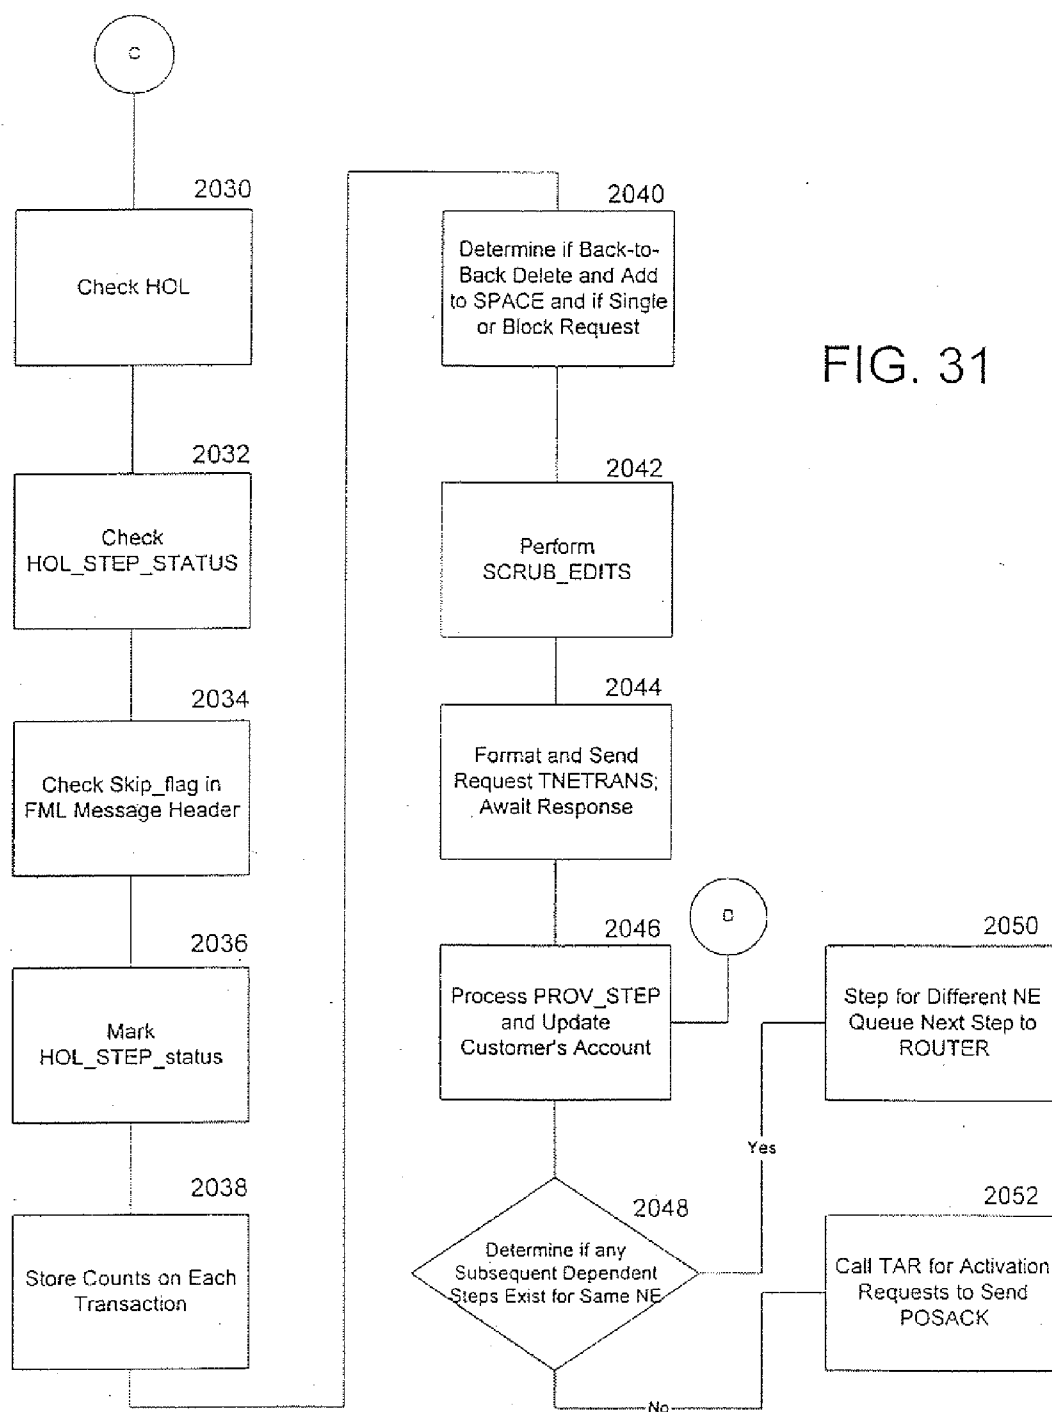 C
2030
Check HOL
2032
Check
HOL_STEP_STATUS
2034
Check Skip_flag in
FML Message Header
2036
Mark
HOL_STEP_status
2038
Store Counts on Each
Transaction
2040
Determine if Back-to-
Back Delete and Add
to SPACE and if Single
or Block Request
2042
Perform
SCRUB_EDITS
2044
Format and Send
Request TNETRANS;
Await Response
2046
Process PROV_STEP
and Update
Customer's Account
D
2048
Determine if any
Subsequent Dependent
Steps Exist for Same NE
Yes
No
2050
Step for Different NE
Queue Next Step to
ROUTER
2052
Call TAR for Activation
Requests to Send
POSACK
FIG. 31